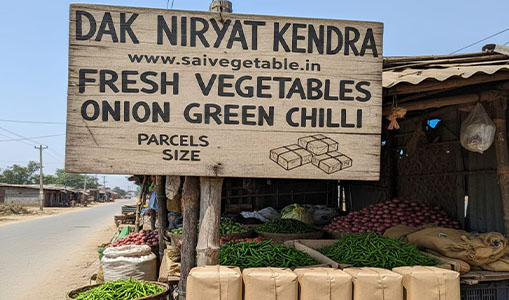 DAK NIRYAT KENDRA
www.saivegetable.in
FRESH VEGETABLES
ONION GREEN CHILLI
PARCELS
SIZE